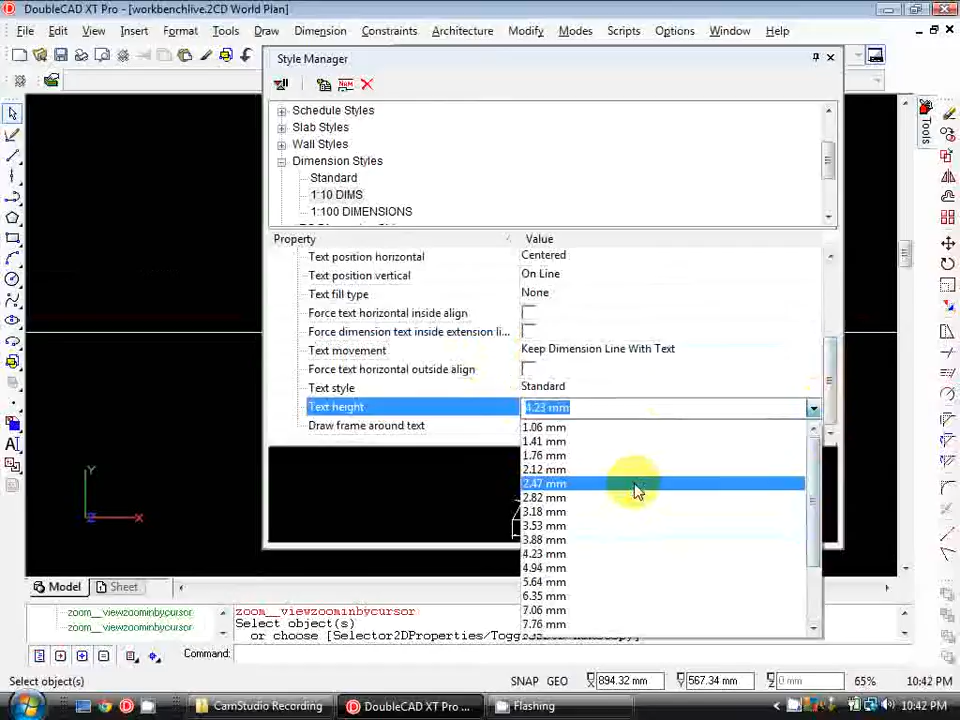 DoubleCAD XT Pro - [workbenchlive.2CD World Plan]
File Edit View Insert Format Tools Draw Dimension Constraints Architecture Modify Modes Scripts Options Window Help
Style Manager
Schedule Styles
Slab Styles
Wall Styles
Dimension Styles
Standard
1:10 DIMS
1:100 DIMENSIONS
Property Value
Text position horizontal Centered
Text position vertical On Line
Text fill type None
Force text horizontal inside align
Force dimension text inside extension li...
Text movement Keep Dimension Line With Text
Force text horizontal outside align
Text style Standard
Text height 4.23 mm
Draw frame around text
1.06 mm
1.41 mm
1.76 mm
2.12 mm
2.47 mm
2.82 mm
3.18 mm
3.53 mm
3.88 mm
4.23 mm
4.94 mm
5.64 mm
6.35 mm
7.06 mm
7.76 mm
Tools
Y
X
Model Sheet
zoom__viewzoominbycursor
zoom__viewzoominbycursor
zoom__viewzoominbycursor
Select object(s)
or choose [Selector2DProperties/
Command:
Select object(s) SNAP GEO X 894.32 mm Y 567.34 mm Z 0 mm 65% 10:42 PM
CamStudio Recording DoubleCAD XT Pro ... Flashing 10:42 PM